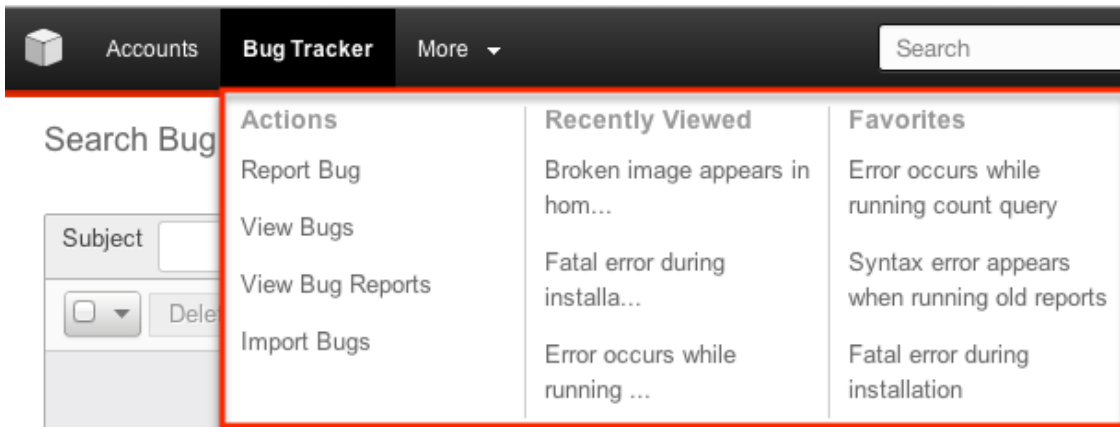 Accounts
Bug Tracker
More
Search
Search Bug
Subject
Dele
Actions
Report Bug
View Bugs
View Bug Reports
Import Bugs
Recently Viewed
Broken image appears in
hom...
Fatal error during
installa...
Error occurs while
running ...
Favorites
Error occurs while
running count query
Syntax error appears
when running old reports
Fatal error during
installation